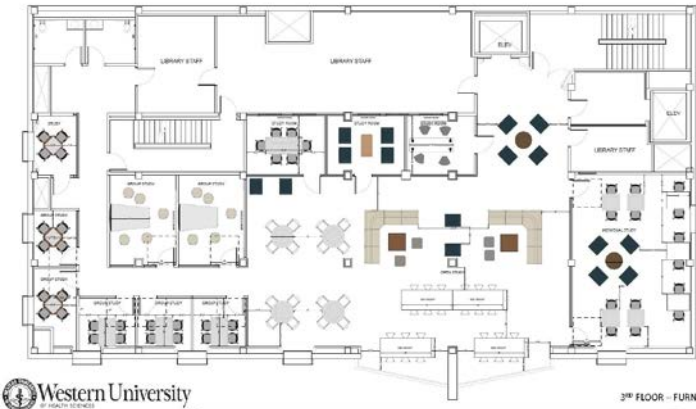 LIBRARY STAFF
LIBRARY STAFF
ELEV
ELEV
STUDY
STUDY ROOM
STUDY ROOM
STUDY ROOM
LIBRARY STAFF
GROUP STUDY
GROUP STUDY
GROUP STUDY
INDIVIDUAL STUDY
OPEN STUDY
GROUP STUDY
GROUP STUDY
GROUP STUDY
GROUP STUDY
Western University
OF HEALTH SCIENCES
3RD FLOOR – FURN